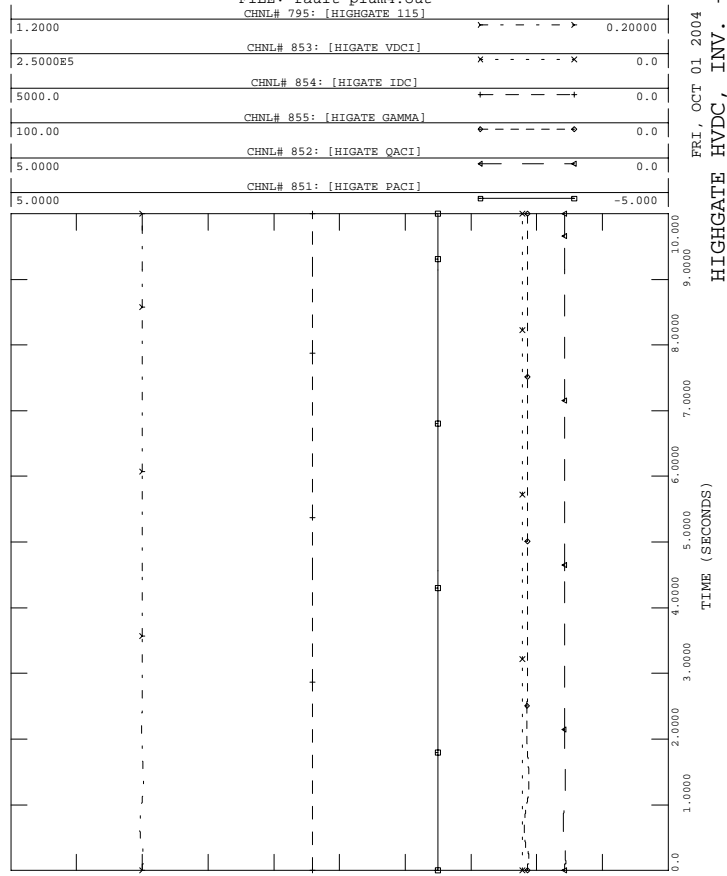 FILE: fault-plum4.out
CHNL# 795: [HIGHGATE 115]
1.2000 0.20000
CHNL# 853: [HIGATE VDCI]
2.5000E5 0.0
CHNL# 854: [HIGATE IDC]
5000.0 0.0
CHNL# 855: [HIGATE GAMMA]
100.00 0.0
CHNL# 852: [HIGATE QACI]
5.0000 0.0
CHNL# 851: [HIGATE PACI]
5.0000 -5.000
FRI, OCT 01 2004
HIGHGATE HVDC, INV.
10.000
9.0000
8.0000
7.0000
6.0000
5.0000
4.0000
3.0000
2.0000
1.0000
0.0
TIME (SECONDS)